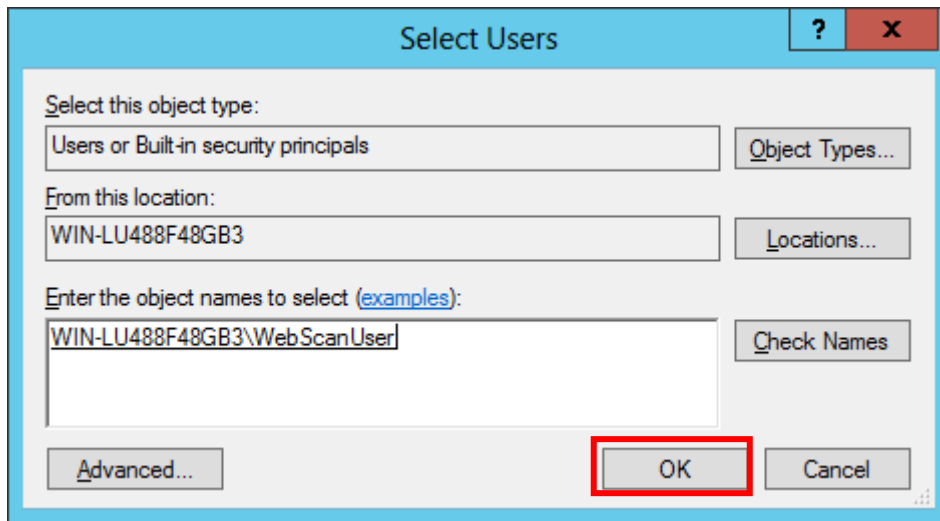 Select Users
?
x
Select this object type:
Users or Built-in security principals
Object Types...
From this location:
WIN-LU488F48GB3
Locations...
Enter the object names to select (examples):
WIN-LU488F48GB3\WebScanUser
Check Names
Advanced...
OK
Cancel